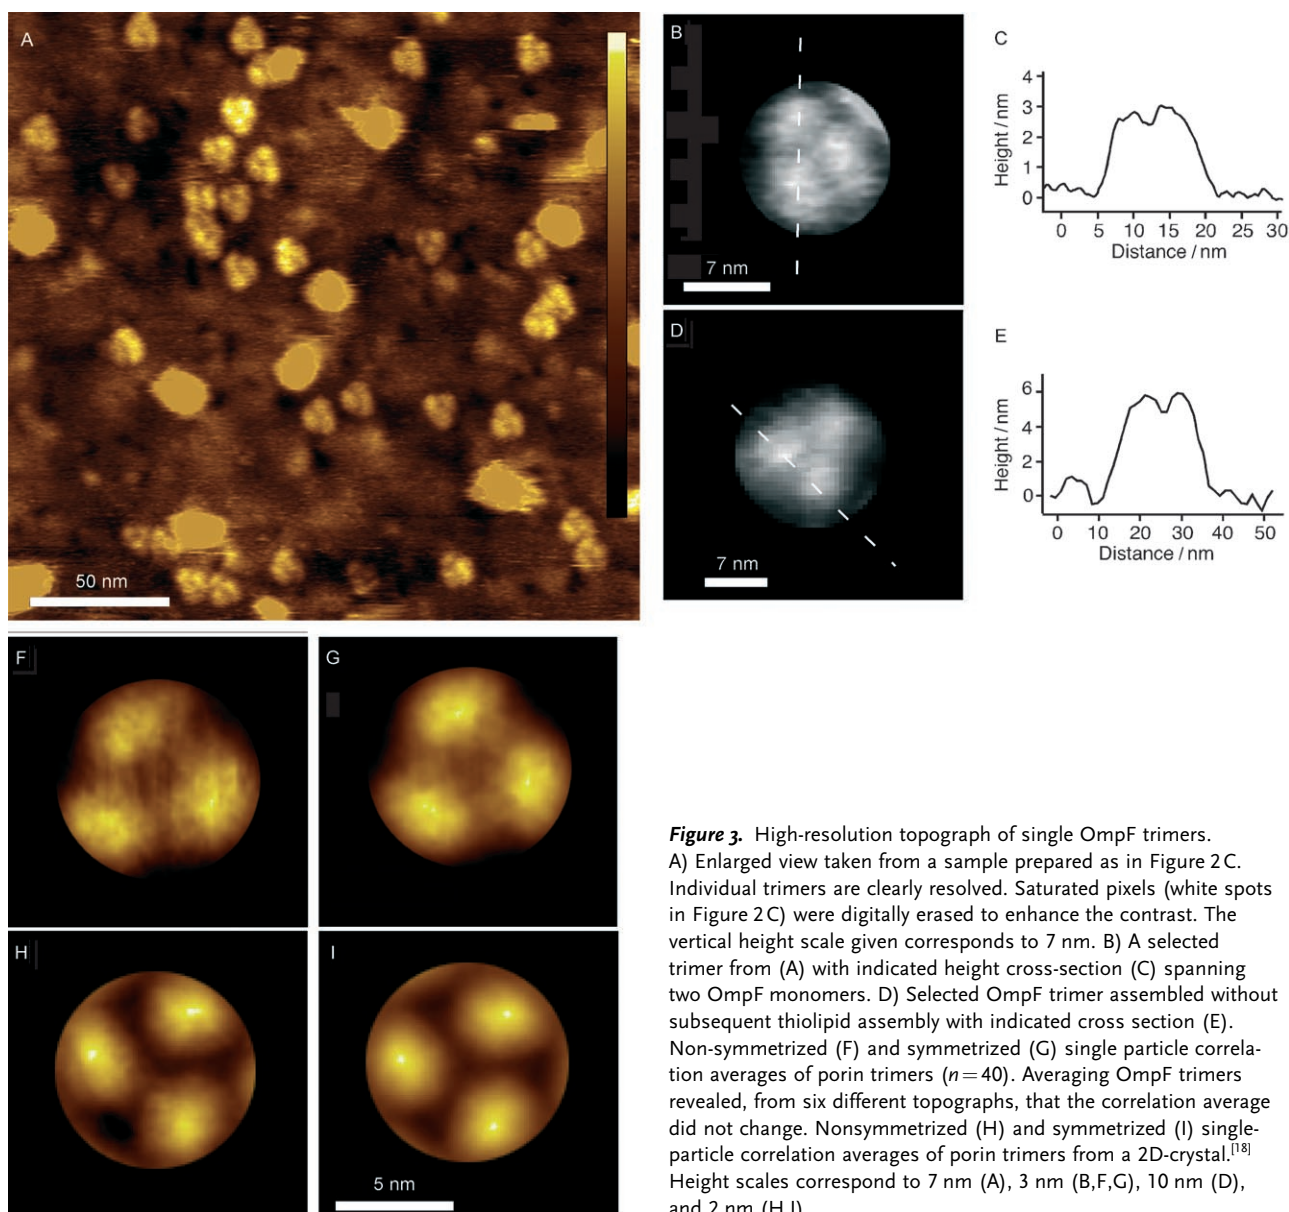 A
50 nm
B
7 nm
C
4
3
2
1
0
Height / nm
0 5 10 15 20 25 30
Distance / nm
D
7 nm
E
6
4
2
0
Height / nm
0 10 20 30 40 50
Distance / nm
F
G
H
I
5 nm
Figure 3. High-resolution topograph of single OmpF trimers.
A) Enlarged view taken from a sample prepared as in Figure 2 C.
Individual trimers are clearly resolved. Saturated pixels (white spots
in Figure 2 C) were digitally erased to enhance the contrast. The
vertical height scale given corresponds to 7 nm. B) A selected
trimer from (A) with indicated height cross-section (C) spanning
two OmpF monomers. D) Selected OmpF trimer assembled without
subsequent thiolipid assembly with indicated cross section (E).
Non-symmetrized (F) and symmetrized (G) single particle correla-
tion averages of porin trimers (n = 40). Averaging OmpF trimers
revealed, from six different topographs, that the correlation average
did not change. Nonsymmetrized (H) and symmetrized (I) single-
particle correlation averages of porin trimers from a 2D-crystal.[18]
Height scales correspond to 7 nm (A), 3 nm (B,F,G), 10 nm (D),
and 2 nm (H,I)